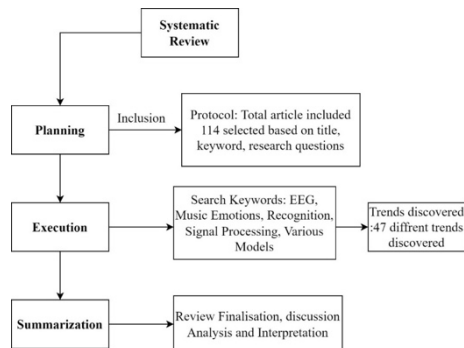 Systematic
Review
Inclusion
Planning
Protocol: Total article included
114 selected based on title,
keyword, research questions
Execution
Search Keywords: EEG,
Music Emotions, Recognition,
Signal Processing, Various
Models
Trends discovered
:47 diffrent trends
discovered
Summarization
Review Finalisation, discussion
Analysis and Interpretation